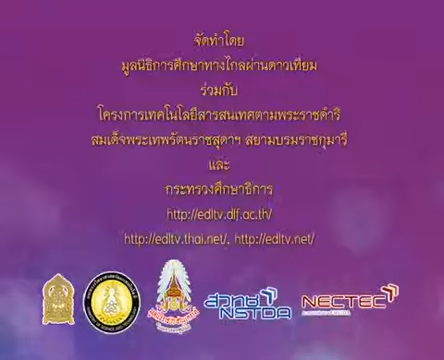 จัดทำโดย
มูลนิธิการศึกษาทางไกลผ่านดาวเทียม
ร่วมกับ
โครงการเทคโนโลยีสารสนเทศตามพระราชดำริ
สมเด็จพระเทพรัตนราชสุดาฯ สยามบรมราชกุมารี
และ
กระทรวงศึกษาธิการ
http://edltv.dlf.ac.th/
http://edltv.thai.net/, http://edltv.net/
สวทช
NSTDA
NECTEC